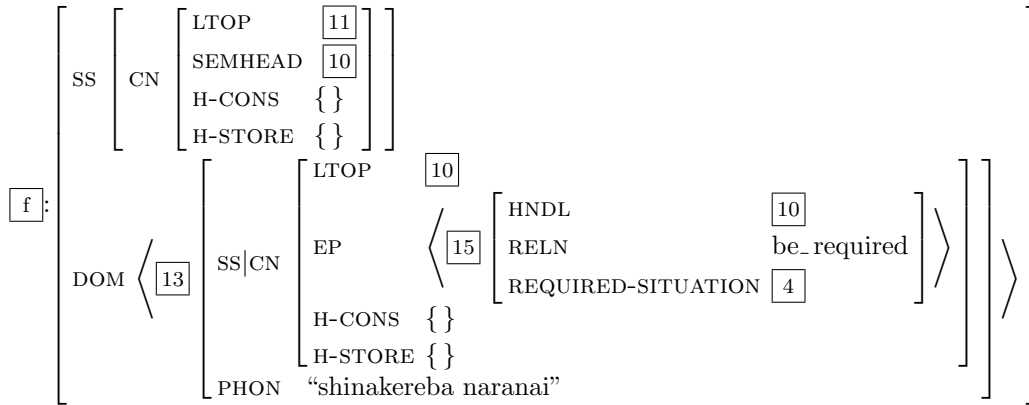 LTOP 11
SEMHEAD 10
SS CN
H-CONS { }
H-STORE { }
LTOP 10
f :
HNDL 10
EP 15 RELN be_required
DOM 13 SS|CN
REQUIRED-SITUATION 4
H-CONS { }
H-STORE { }
PHON “shinakereba naranai”